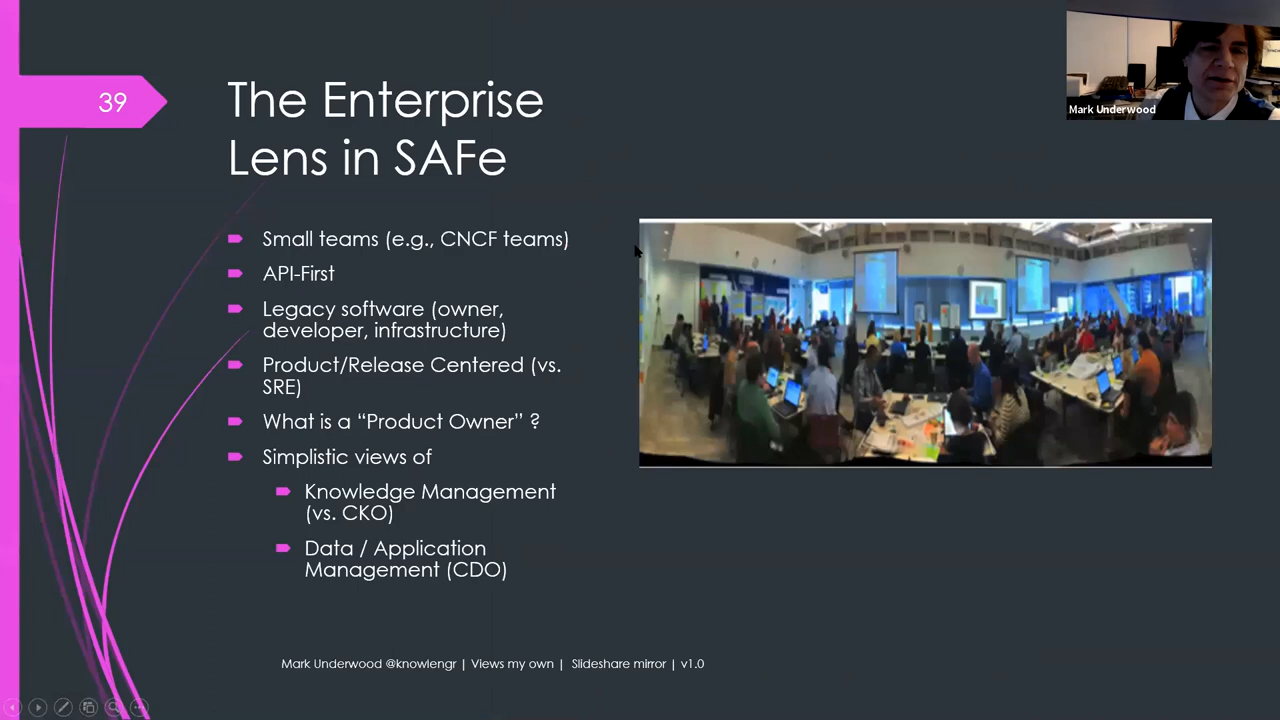 39
The Enterprise
Lens in SAFe
Small teams (e.g., CNCF teams)
API-First
Legacy software (owner,
developer, infrastructure)
Product/Release Centered (vs.
SRE)
What is a “Product Owner” ?
Simplistic views of
Knowledge Management
(vs. CKO)
Data / Application
Management (CDO)
Mark Underwood @knowlengr | Views my own | Slideshare mirror | v1.0
Mark Underwood